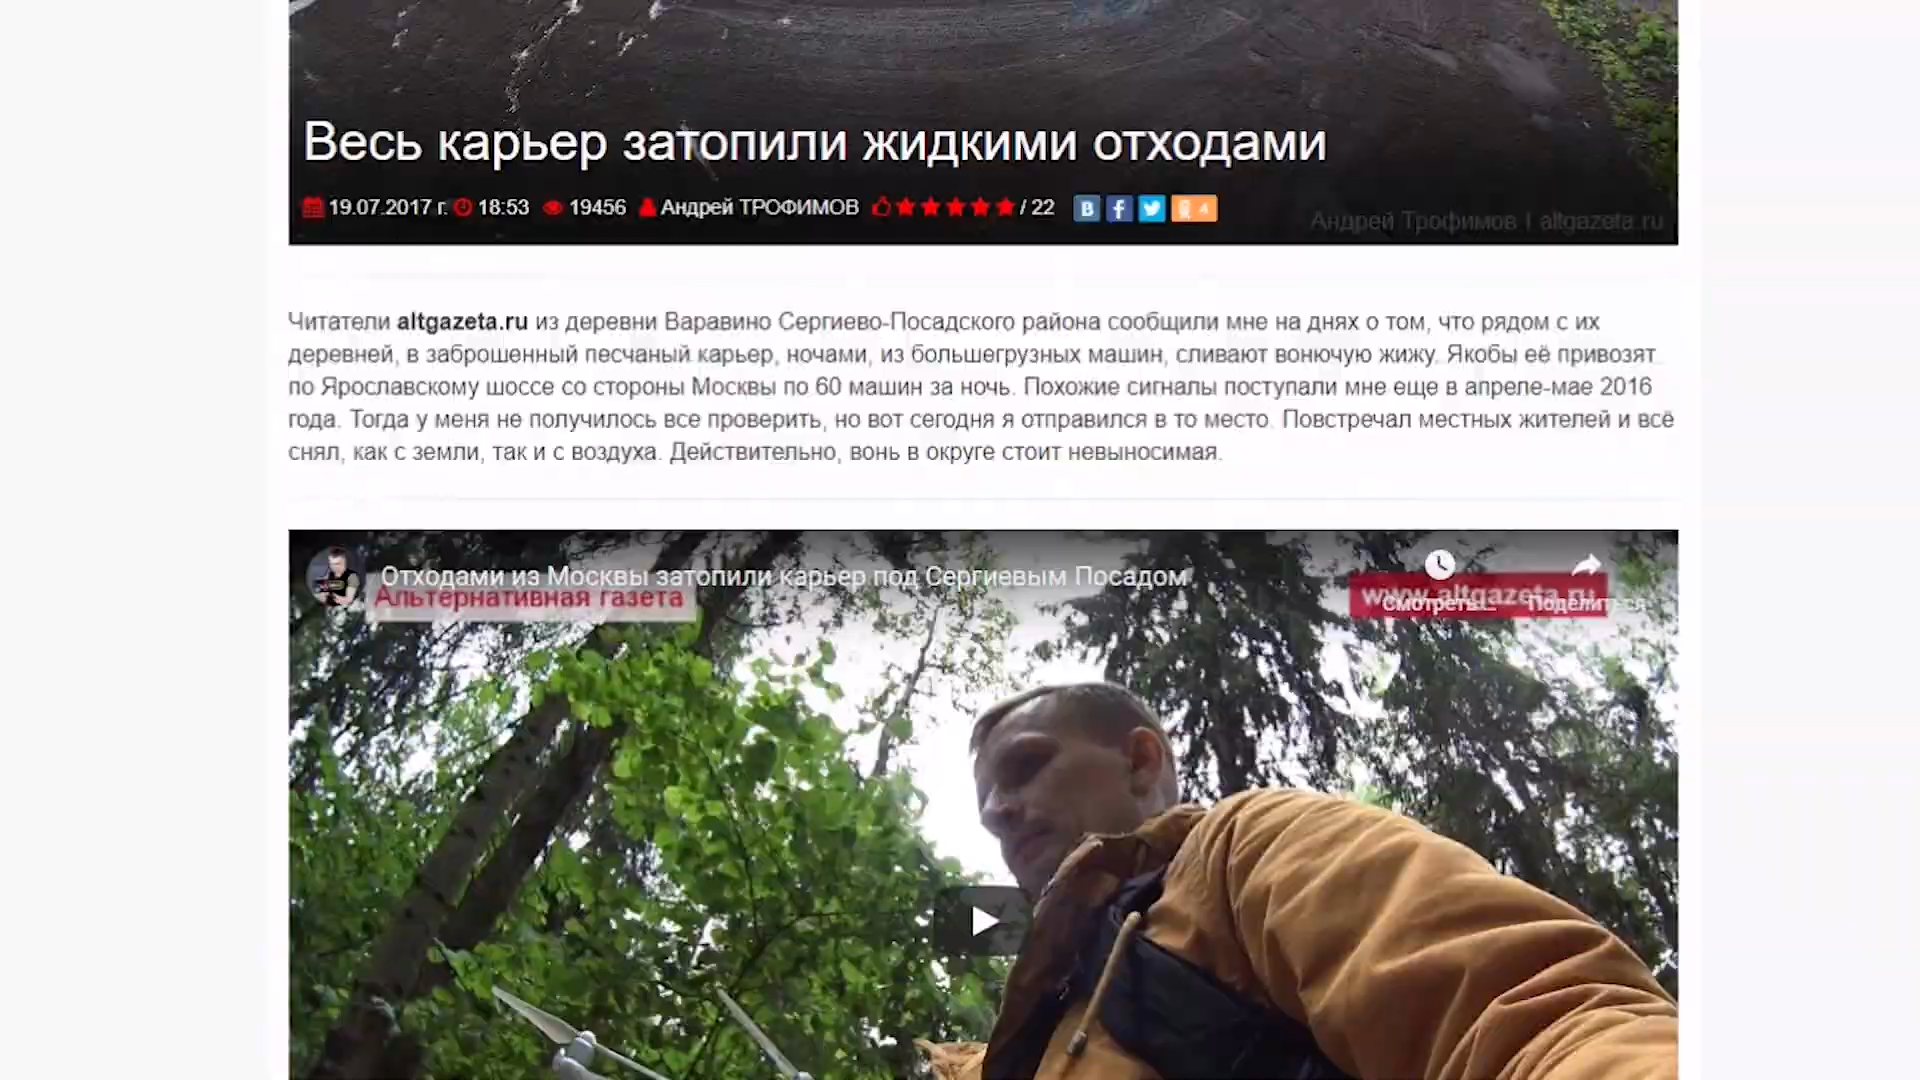 Весь карьер затопили жидкими отходами
19.07.2017 г. 18:53 19456 Андрей ТРОФИМОВ / 22 B f 4
Андрей Трофимов | altgazeta.ru
Читатели altgazeta.ru из деревни Варавино Сергиево-Посадского района сообщили мне на днях о том, что рядом с их
деревней, в заброшенный песчаный карьер, ночами, из большегрузных машин, сливают вонючую жижу. Якобы её привозят
по Ярославскому шоссе со стороны Москвы по 60 машин за ночь. Похожие сигналы поступали мне еще в апреле-мае 2016
года. Тогда у меня не получилось все проверить, но вот сегодня я отправился в то место. Повстречал местных жителей и всё
снял, как с земли, так и с воздуха. Действительно, вонь в округе стоит невыносимая.
Отходами из Москвы затопили карьер под Сергиевым Посадом
Альтернативная газета
www.altgazeta.ru
Смотреть... Поделиться